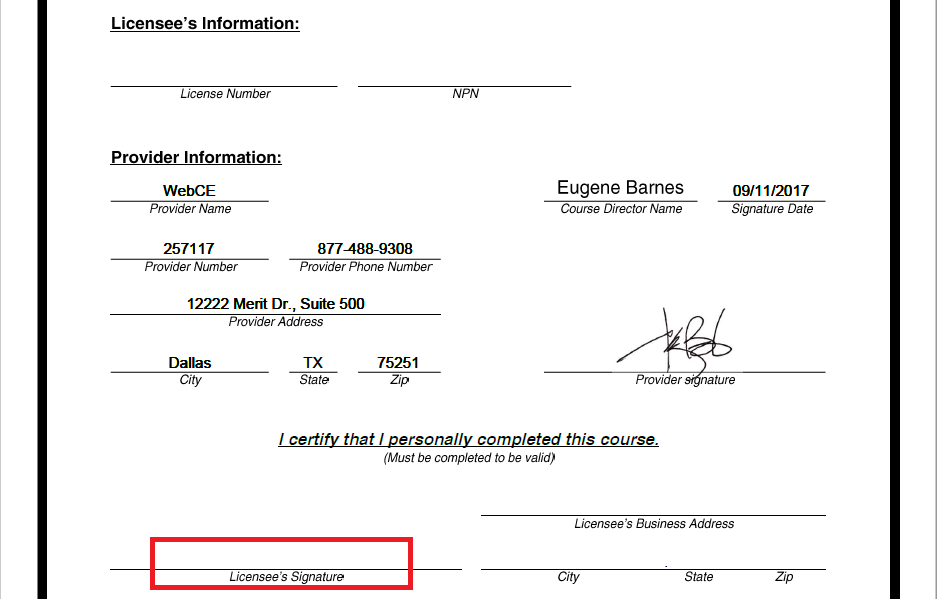 Licensee's Information:
License Number NPN
Provider Information:
WebCE Eugene Barnes 09/11/2017
Provider Name Course Director Name Signature Date
257117 877-488-9308
Provider Number Provider Phone Number
12222 Merit Dr., Suite 500
Provider Address
Dallas TX 75251
City State Zip Provider signature
I certify that I personally completed this course.
(Must be completed to be valid)
Licensee's Business Address
Licensee's Signature City State Zip